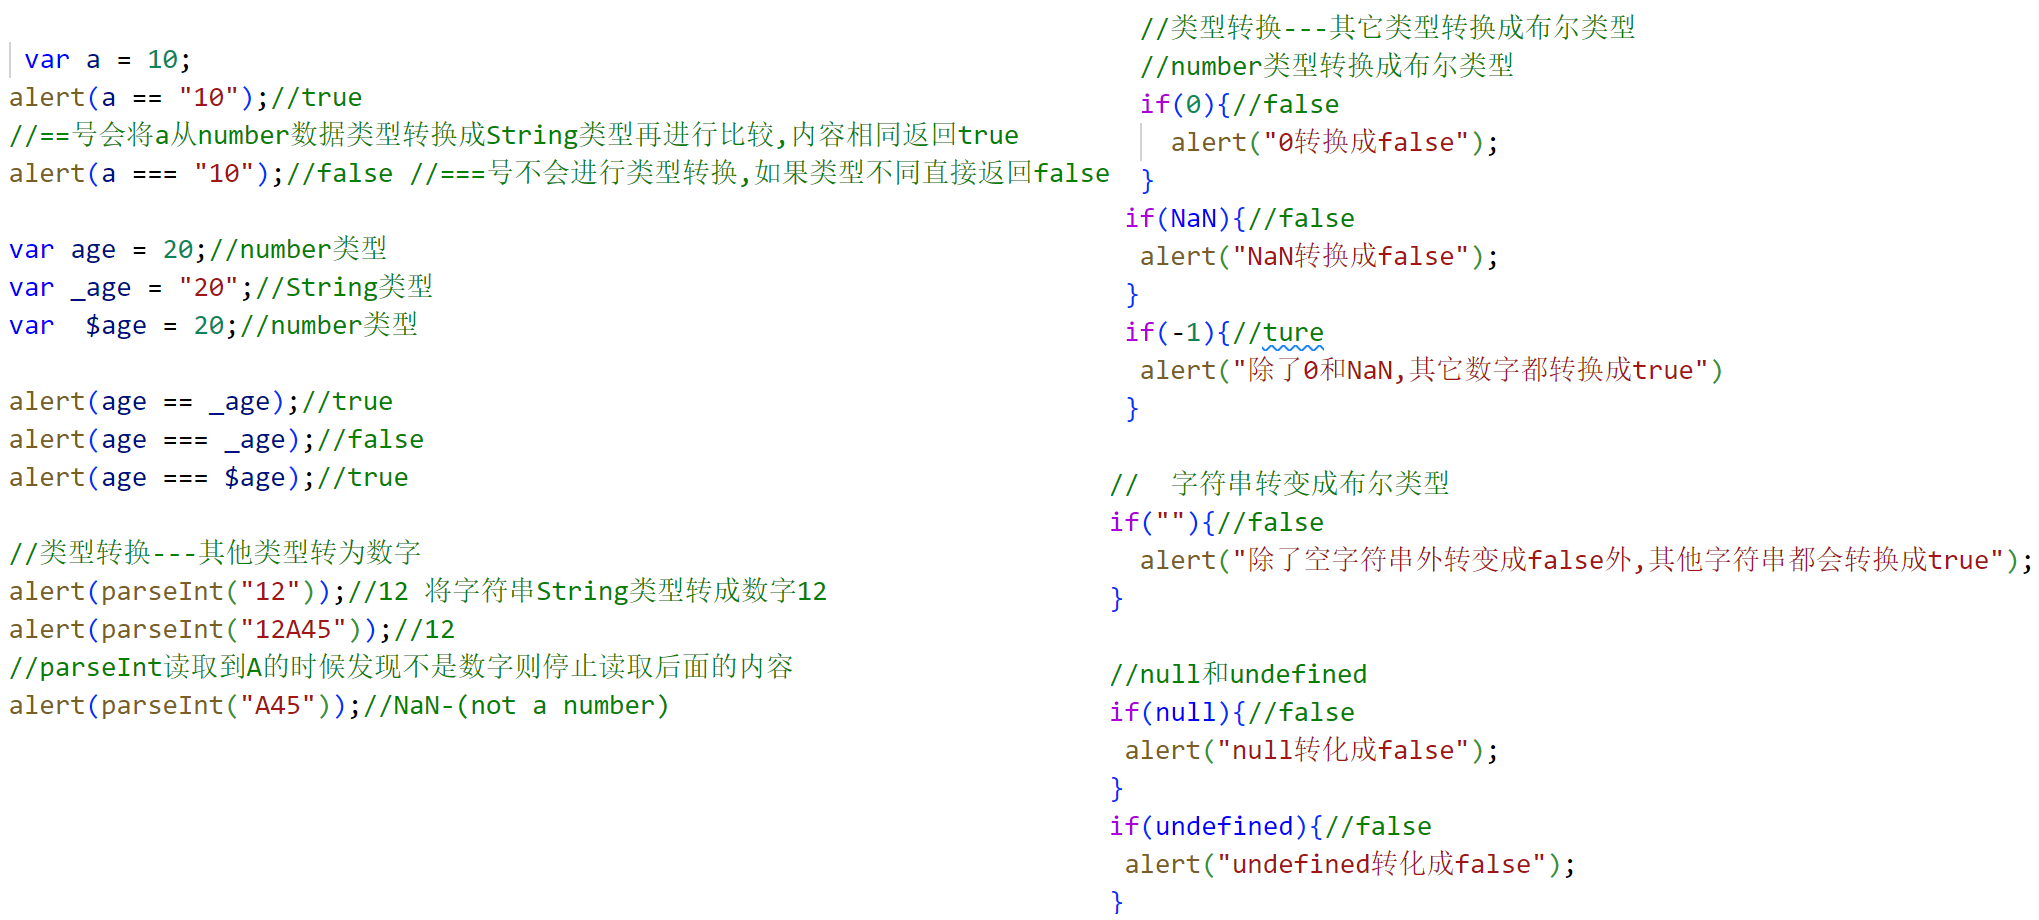 var a = 10;
alert(a == "10");//true
//==号会将a从number数据类型转换成String类型再进行比较,内容相同返回true
alert(a === "10");//false //===号不会进行类型转换,如果类型不同直接返回false
var age = 20;//number类型
var _age = "20";//String类型
var  $age = 20;//number类型
alert(age == _age);//true
alert(age === _age);//false
alert(age === $age);//true
//类型转换---其他类型转为数字
alert(parseInt("12"));//12 将字符串String类型转成数字12
alert(parseInt("12A45"));//12
//parseInt读取到A的时候发现不是数字则停止读取后面的内容
alert(parseInt("A45"));//NaN-(not a number)
//类型转换---其它类型转换成布尔类型
//number类型转换成布尔类型
if(0){//false
alert("0转换成false");
}
if(NaN){//false
alert("NaN转换成false");
}
if(-1){//ture
alert("除了0和NaN,其它数字都转换成true")
}
//  字符串转变成布尔类型
if(""){//false
alert("除了空字符串外转变成false外,其他字符串都会转换成true");
}
//null和undefined
if(null){//false
alert("null转化成false");
}
if(undefined){//false
alert("undefined转化成false");
}